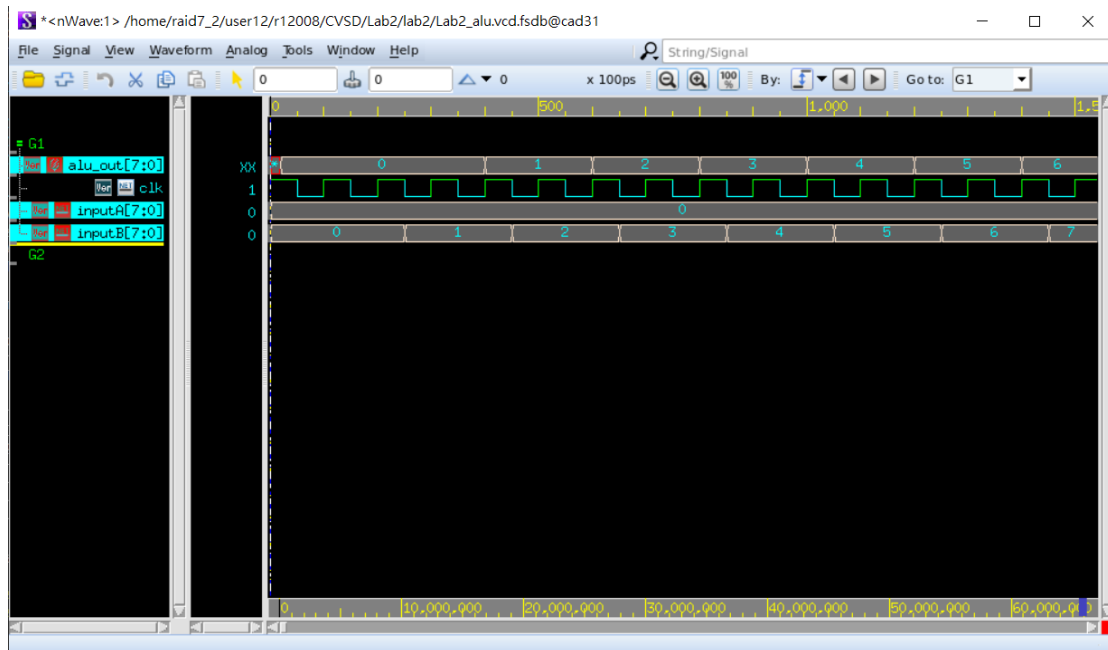 *<nWave:1> /home/raid7_2/user12/r12008/CVSD/Lab2/lab2/Lab2_alu.vcd.fsdb@cad31
File Signal View Waveform Analog Tools Window Help String/Signal
0 0 0 x 100ps 100 % By: Go to: G1
0 500 1,000 1,5
G1
alu_out[7:0] XX 0 1 2 3 4 5 6
clk 1
inputA[7:0] 0 0
inputB[7:0] 0 0 1 2 3 4 5 6 7
G2
0 10,000,000 20,000,000 30,000,000 40,000,000 50,000,000 60,000,0